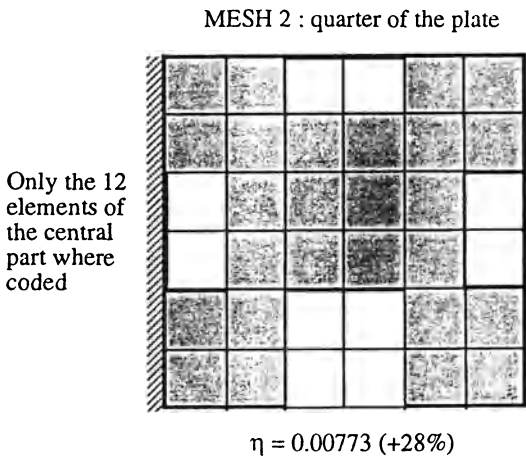 MESH 2 : quarter of the plate
Only the 12
elements of
the central
part where
coded
η = 0.00773 (+28%)